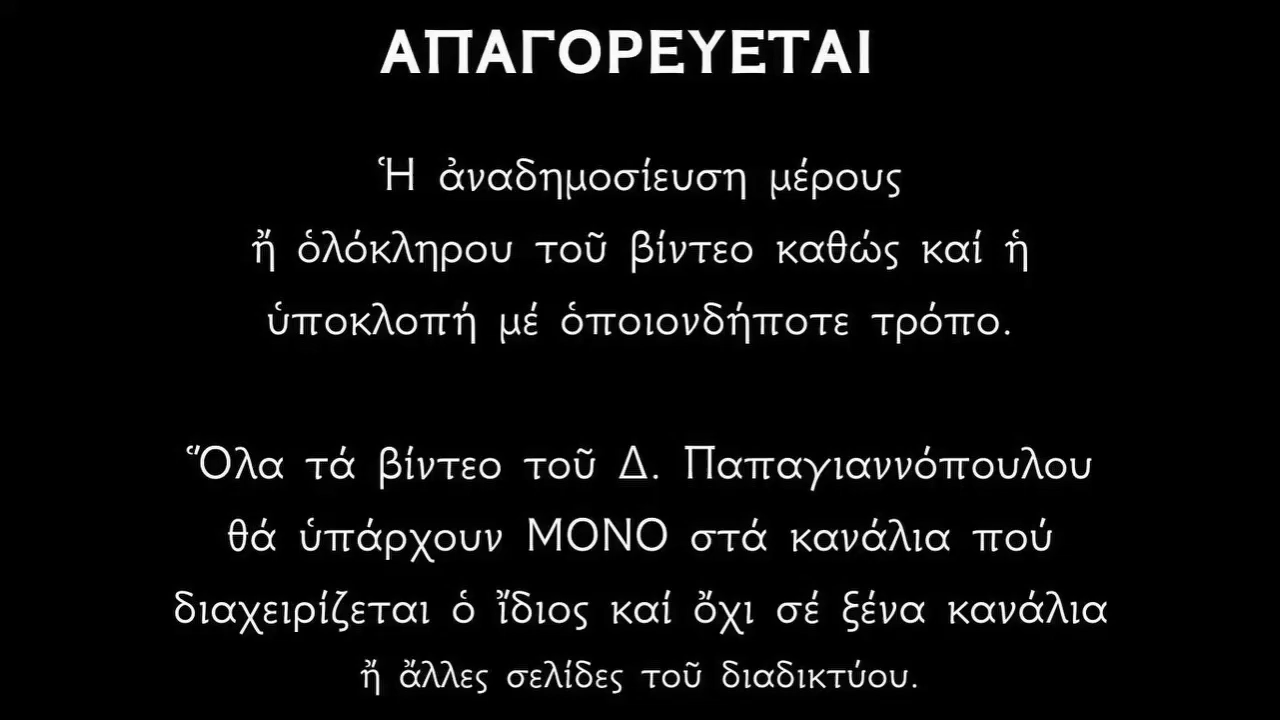 ΑΠΑΓΟΡΕΥΕΤΑΙ
Ἡ ἀναδημοσίευση μέρους
ἤ ὁλόκληρου τοῦ βίντεο καθώς καί ἡ
ὑποκλοπή μέ ὁποιονδήποτε τρόπο.
Ὅλα τά βίντεο τοῦ Δ. Παπαγιαννόπουλου
θά ὑπάρχουν ΜΟΝΟ στά κανάλια πού
διαχειρίζεται ὁ ἴδιος καί ὄχι σέ ξένα κανάλια
ἤ ἄλλες σελίδες τοῦ διαδικτύου.